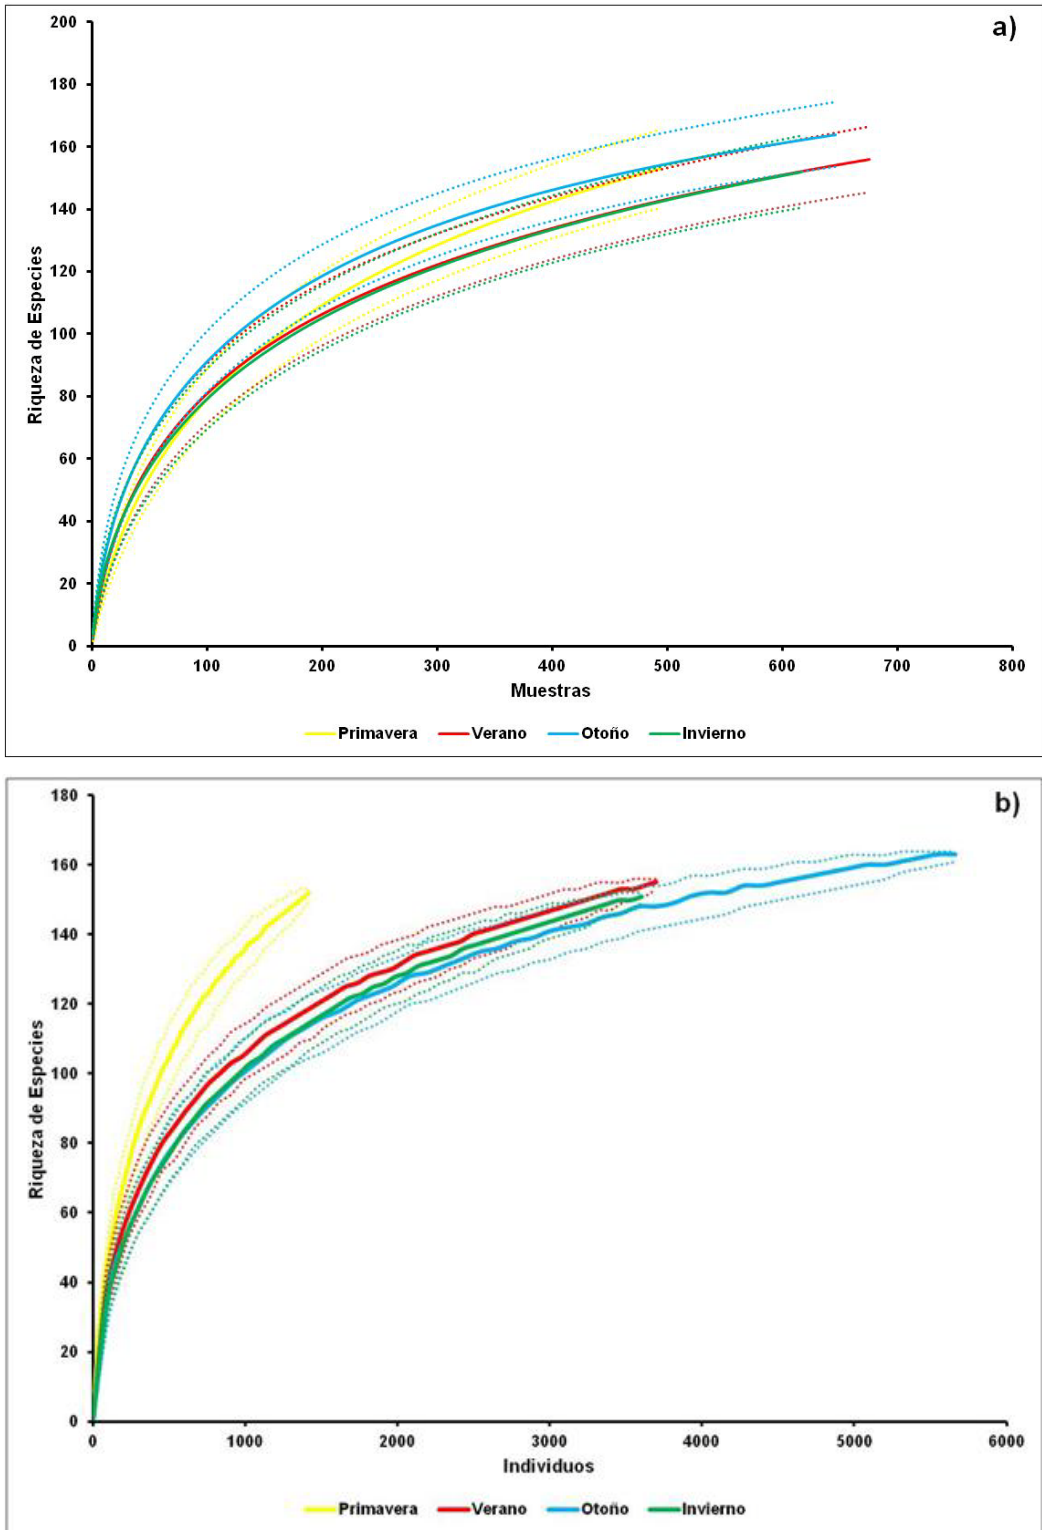 a)
200
180
160
140
120
100
80
60
40
20
0
Riqueza de Especies
0 100 200 300 400 500 600 700 800
Muestras
Primavera Verano Otoño Invierno
b)
180
160
140
120
100
80
60
40
20
0
Riqueza de Especies
0 1000 2000 3000 4000 5000 6000
Individuos
Primavera Verano Otoño Invierno